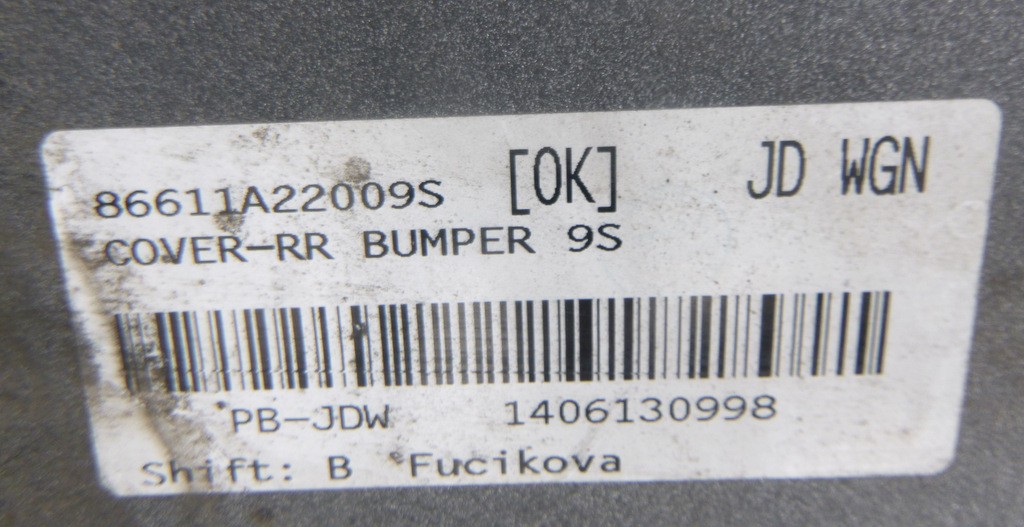 86611A22009S [OK] JD WGN
COVER-RR BUMPER 9S
PB-JDW 1406130998
Shift: B Fucikova